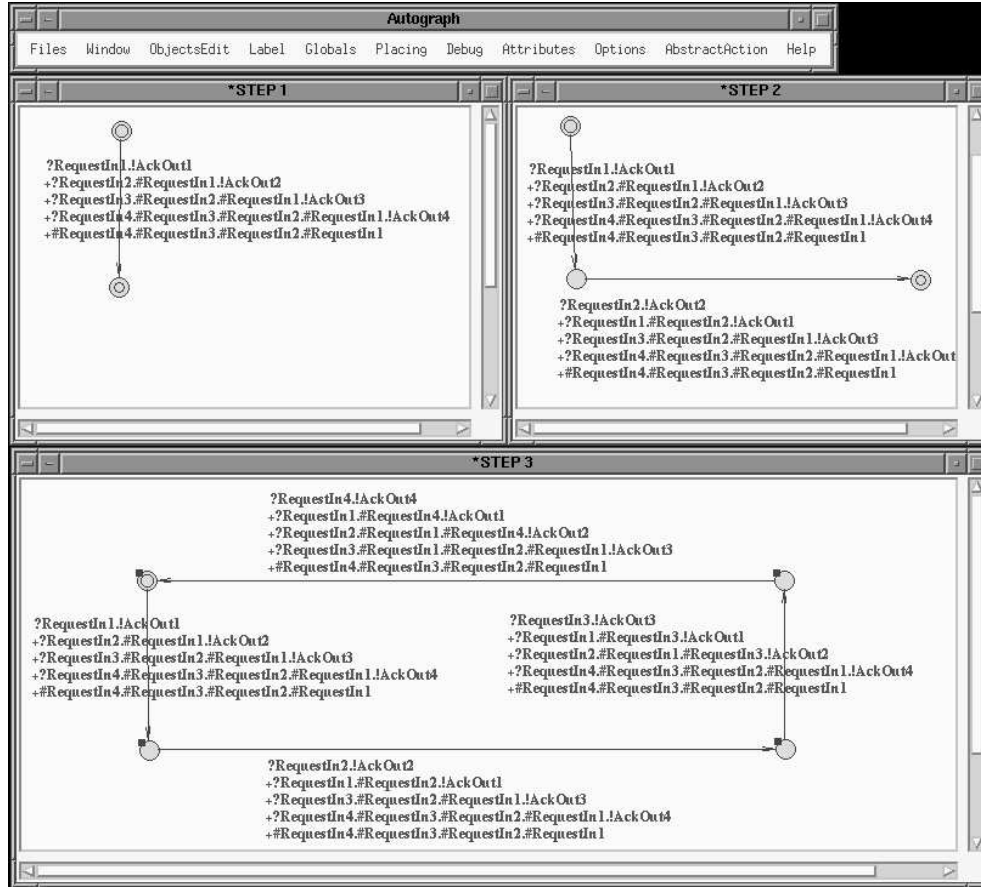 Autograph
Files Window ObjectsEdit Label Globals Placing Debug Attributes Options AbstractAction Help
*STEP 1
?RequestIn1.!AckOut1
+?RequestIn2.#RequestIn1.!AckOut2
+?RequestIn3.#RequestIn2.#RequestIn1.!AckOut3
+?RequestIn4.#RequestIn3.#RequestIn2.#RequestIn1.!AckOut4
+#RequestIn4.#RequestIn3.#RequestIn2.#RequestIn1
*STEP 2
?RequestIn1.!AckOut1
+?RequestIn2.#RequestIn1.!AckOut2
+?RequestIn3.#RequestIn2.#RequestIn1.!AckOut3
+?RequestIn4.#RequestIn3.#RequestIn2.#RequestIn1.!AckOut4
+#RequestIn4.#RequestIn3.#RequestIn2.#RequestIn1
?RequestIn2.!AckOut2
+?RequestIn1.#RequestIn2.!AckOut1
+?RequestIn3.#RequestIn2.#RequestIn1.!AckOut3
+?RequestIn4.#RequestIn3.#RequestIn2.#RequestIn1.!AckOut
+#RequestIn4.#RequestIn3.#RequestIn2.#RequestIn1
*STEP 3
?RequestIn4.!AckOut4
+?RequestIn1.#RequestIn4.!AckOut1
+?RequestIn2.#RequestIn1.#RequestIn4.!AckOut2
+?RequestIn3.#RequestIn1.#RequestIn2.#RequestIn1.!AckOut3
+#RequestIn4.#RequestIn3.#RequestIn2.#RequestIn1
?RequestIn1.!AckOut1
+?RequestIn2.#RequestIn1.!AckOut2
+?RequestIn3.#RequestIn2.#RequestIn1.!AckOut3
+?RequestIn4.#RequestIn3.#RequestIn2.#RequestIn1.!AckOut4
+#RequestIn4.#RequestIn3.#RequestIn2.#RequestIn1
?RequestIn3.!AckOut3
+?RequestIn1.#RequestIn3.!AckOut1
+?RequestIn2.#RequestIn1.#RequestIn3.!AckOut2
+?RequestIn4.#RequestIn3.#RequestIn2.#RequestIn1.!AckOut4
+#RequestIn4.#RequestIn3.#RequestIn2.#RequestIn1
?RequestIn2.!AckOut2
+?RequestIn1.#RequestIn2.!AckOut1
+?RequestIn3.#RequestIn2.#RequestIn1.!AckOut3
+?RequestIn4.#RequestIn3.#RequestIn2.#RequestIn1.!AckOut4
+#RequestIn4.#RequestIn3.#RequestIn2.#RequestIn1